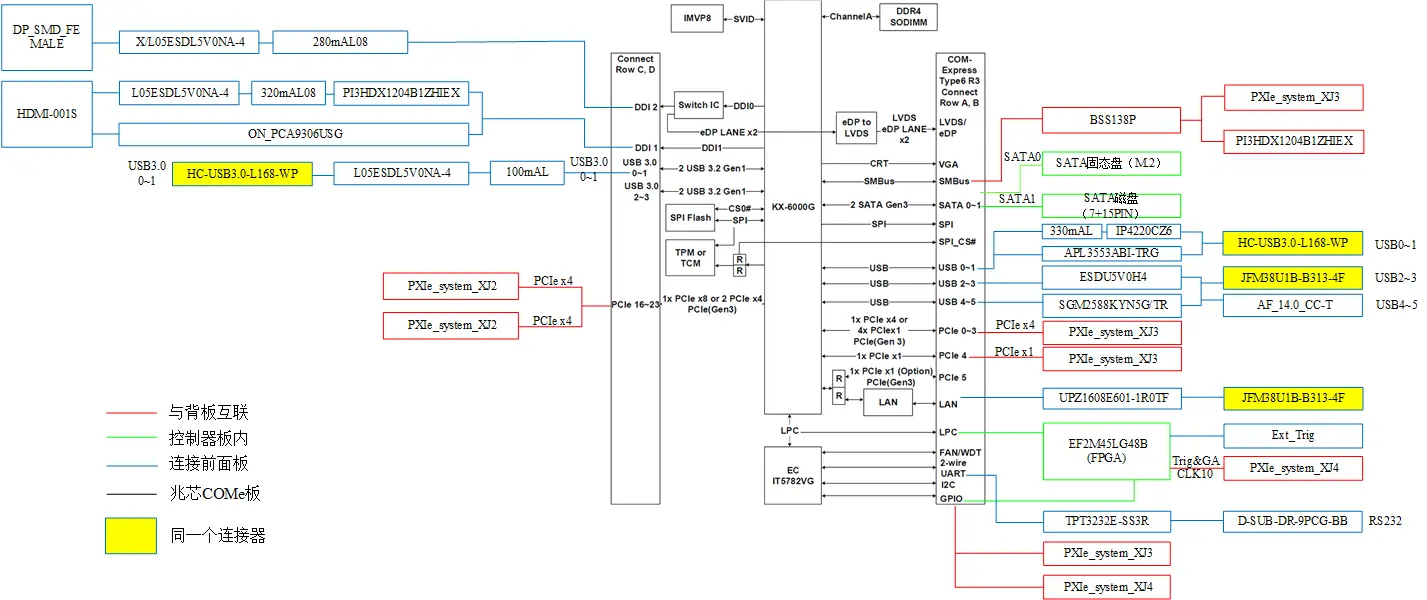 DP_SMD_FE
MALE
X/L05ESDL5V0NA-4
280mAL08
HDMI-001S
L05ESDL5V0NA-4
320mAL08
PI3HDX1204B1ZHIEX
ON_PCA9306USG
USB3.0
0~1
HC-USB3.0-L168-WP
L05ESDL5V0NA-4
100mAL
USB3.0
0~1
PXIe_system_XJ2
PCIe x4
PXIe_system_XJ2
PCIe x4
与背板互联
控制器板内
连接前面板
兆芯COMe板
同一个连接器
Connect
Row C, D
DDI 2
DDI 1
USB 3.0
0~1
USB 3.0
2~3
PCIe 16~23
IMVP8
SVID
Switch IC
DDI0
eDP LANE x2
DDI1
2 USB 3.2 Gen1
2 USB 3.2 Gen1
SPI Flash
CS0#
SPI
TPM or
TCM
R
R
1x PCIe x8 or 2 PCIe x4
PCIe(Gen3)
KX-6000G
LPC
EC
IT5782VG
ChannelA
DDR4
SODIMM
eDP to
LVDS
LVDS
eDP LANE
x2
CRT
SMBus
2 SATA Gen3
SPI
USB
USB
USB
1x PCIe x4 or
4x PCIex1
PCIe(Gen 3)
1x PCIe x1
1x PCIe x1 (Option)
PCIe(Gen3)
R
R
LAN
COM-
Express
Type6 R3
Connect
Row A, B
LVDS/
eDP
VGA
SMBus
SATA 0~1
SPI
SPI_CS#
USB 0~1
USB 2~3
USB 4~5
PCIe 0~3
PCIe 4
PCIe 5
LAN
LPC
FAN/WDT
2-wire
UART
I2C
GPIO
BSS138P
PXIe_system_XJ3
PI3HDX1204B1ZHIEX
SATA0
SATA固态盘（M.2）
SATA1
SATA磁盘
（7+15PIN）
330mAL
IP4220CZ6
APL3553ABI-TRG
HC-USB3.0-L168-WP
USB0~1
ESDU5V0H4
JFM38U1B-B313-4F
USB2~3
SGM2588KYN5G/TR
AF_14.0_CC-T
USB4~5
PCIe x4
PXIe_system_XJ3
PCIe x1
PXIe_system_XJ3
UPZ1608E601-1R0TF
JFM38U1B-B313-4F
EF2M45LG48B
(FPGA)
Ext_Trig
Trig&GA
CLK10
PXIe_system_XJ4
TPT3232E-SS3R
D-SUB-DR-9PCG-BB
RS232
PXIe_system_XJ3
PXIe_system_XJ4